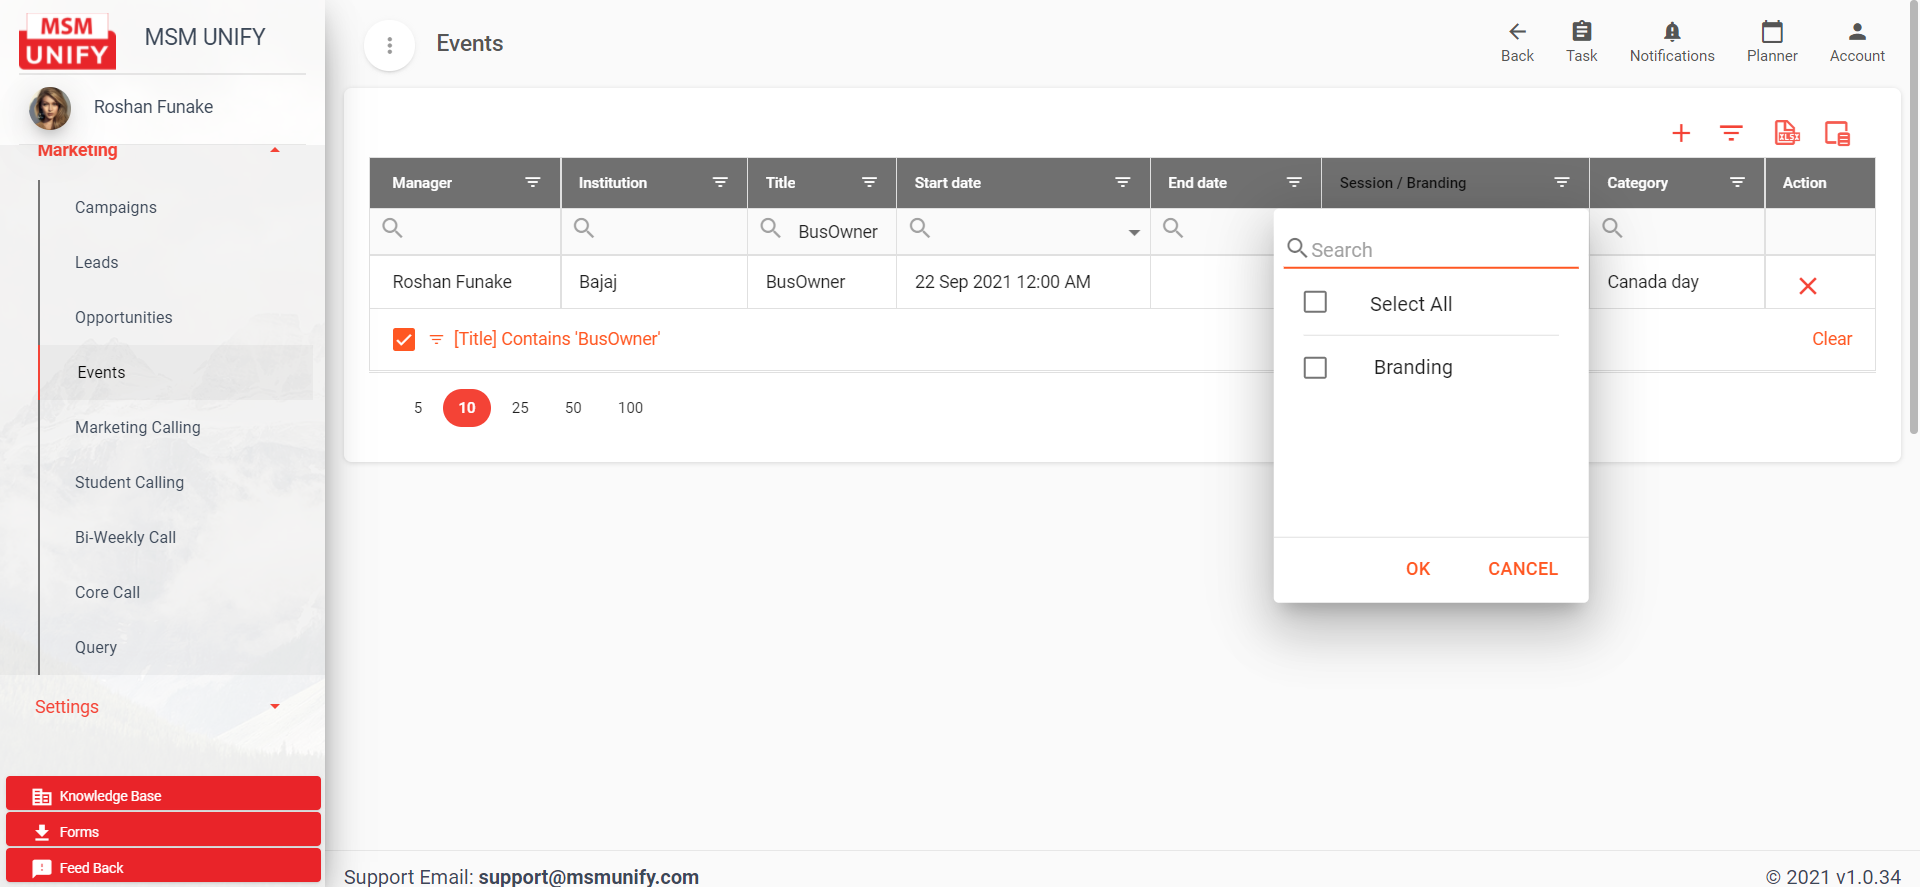 MSM
UNIFY
MSM UNIFY
Roshan Funake
Marketing
Campaigns
Leads
Opportunities
Events
Marketing Calling
Student Calling
Bi-Weekly Call
Core Call
Query
Settings
Knowledge Base
Forms
Feed Back
Events
Back
Task
Notifications
Planner
Account
Manager
Institution
Title
Start date
End date
Session / Branding
Category
Action
BusOwner
Roshan Funake
Bajaj
BusOwner
22 Sep 2021 12:00 AM
Canada day
[Title] Contains 'BusOwner'
Clear
5
10
25
50
100
Search
Select All
Branding
OK
CANCEL
Support Email: support@msmunify.com
© 2021 v1.0.34